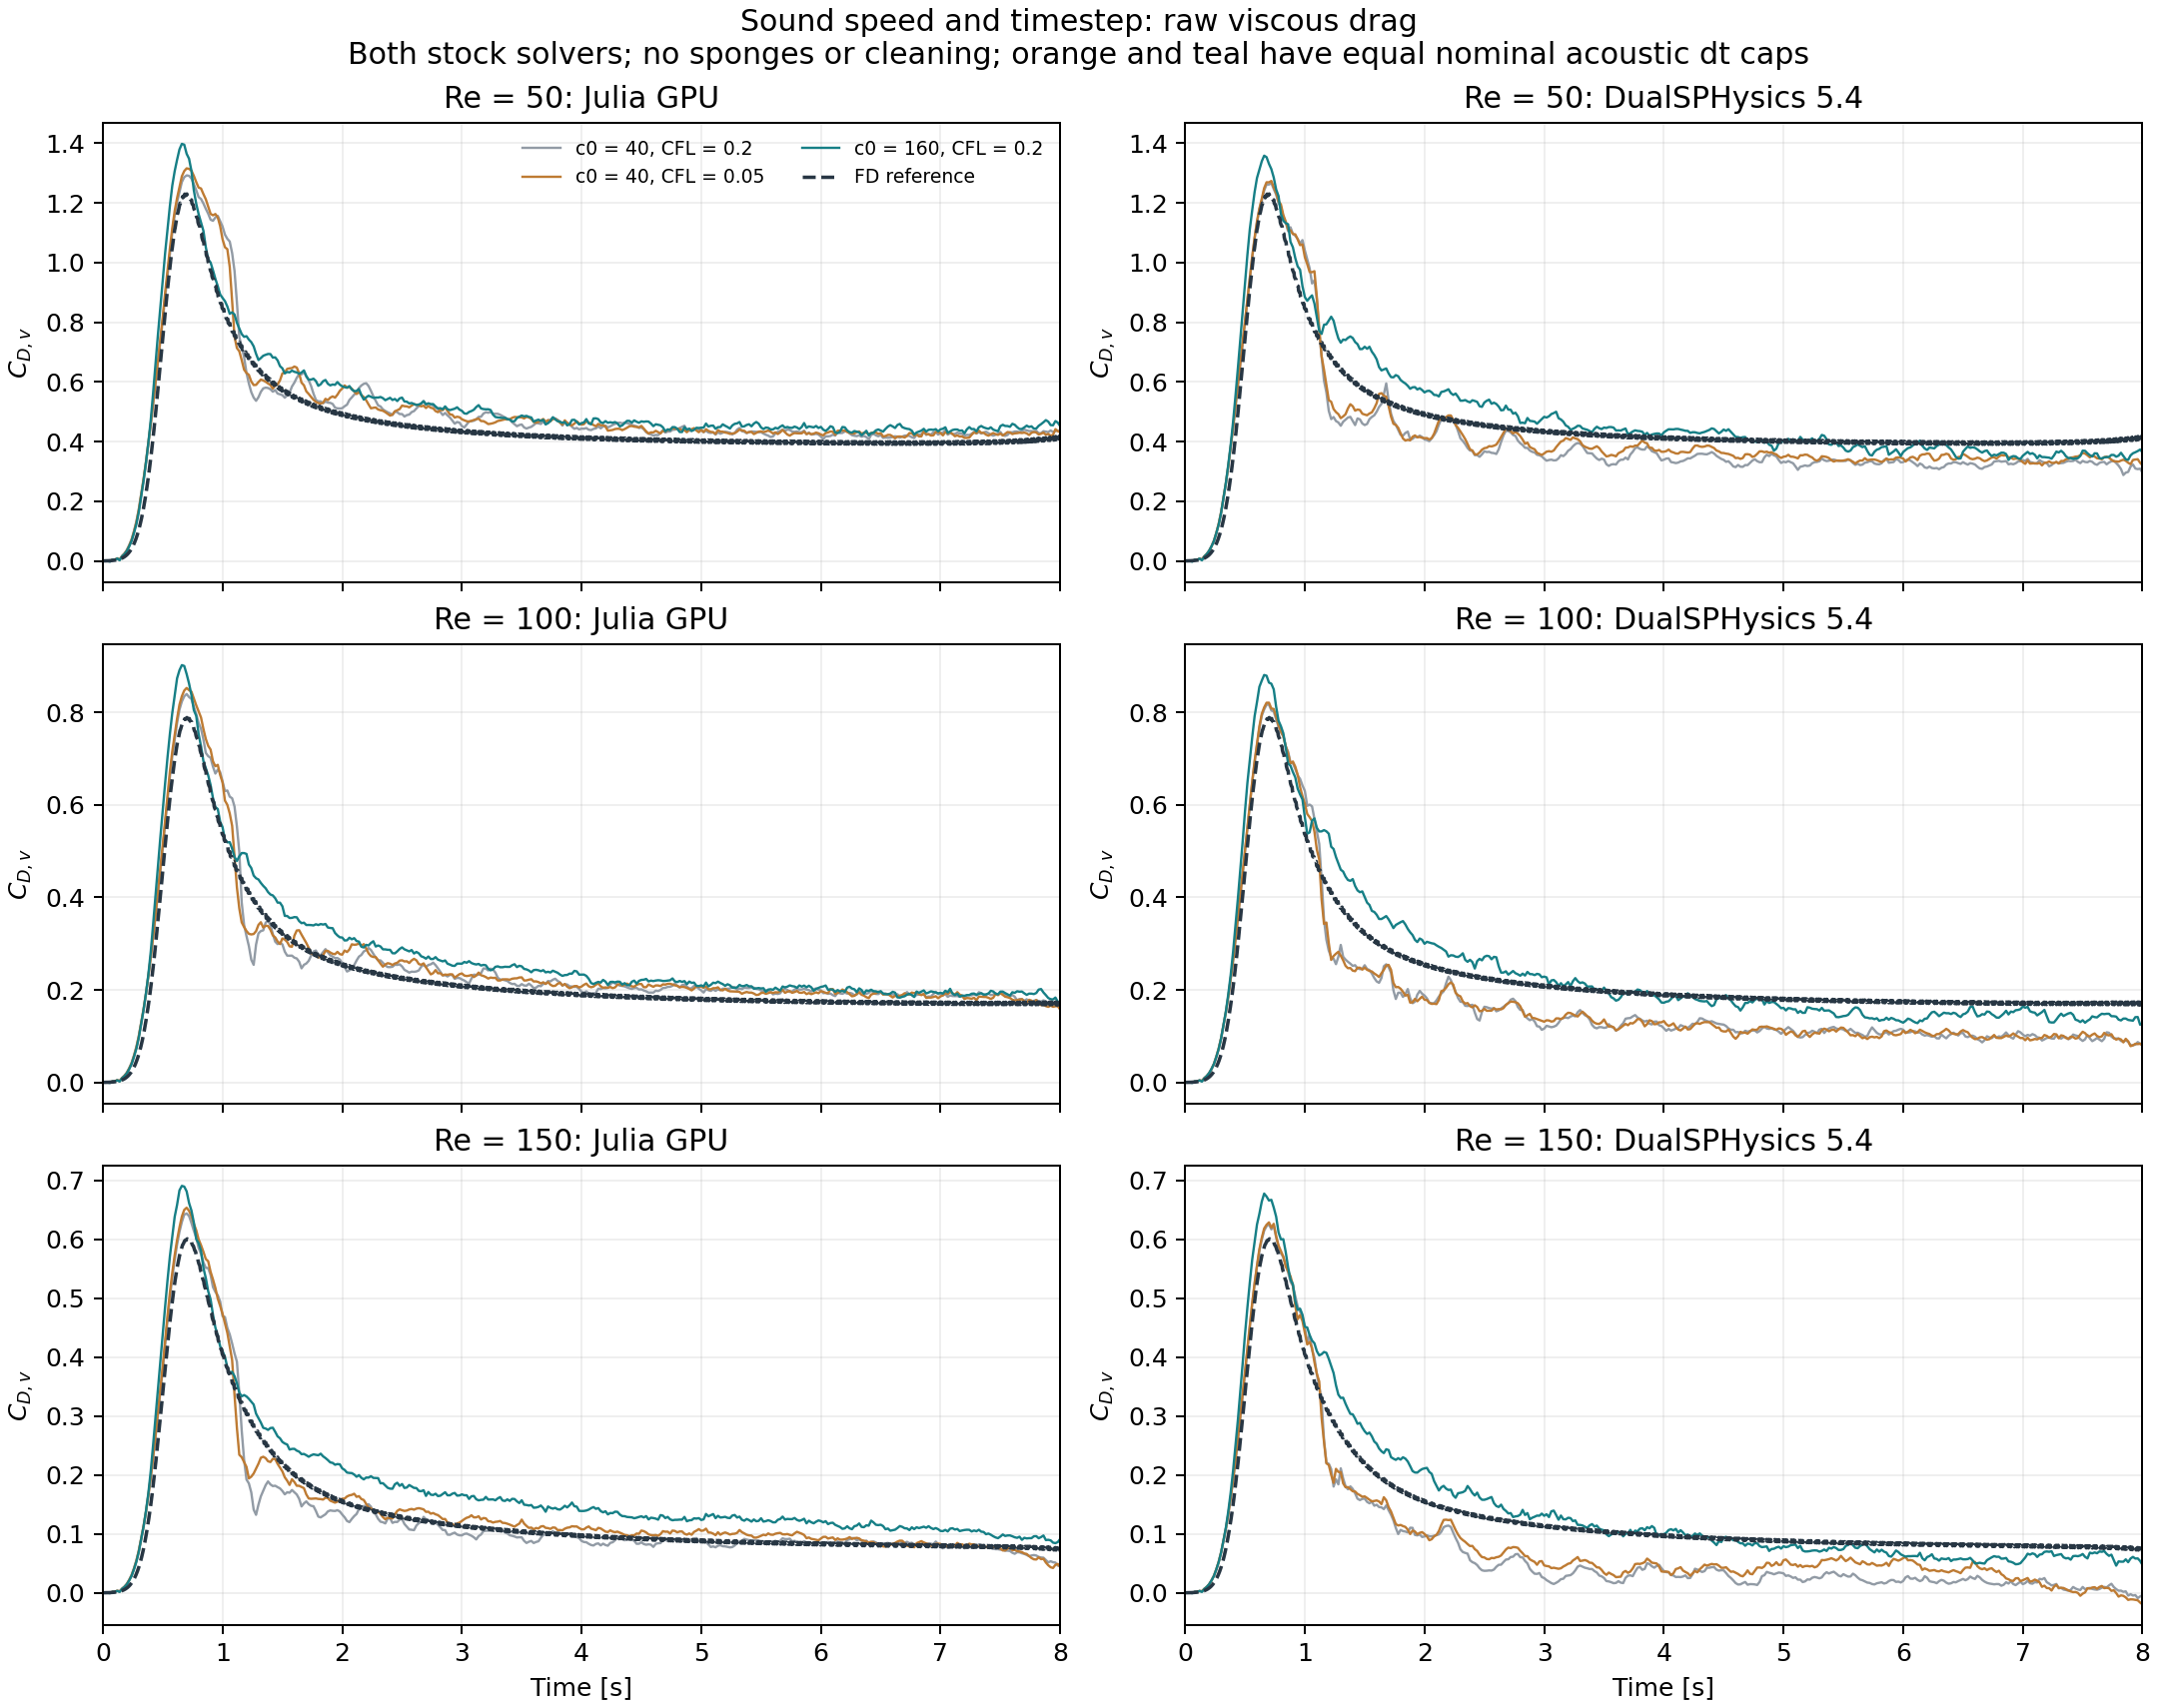 Sound speed and timestep: raw viscous drag
Both stock solvers; no sponges or cleaning; orange and teal have equal nominal acoustic dt caps
Re = 50: Julia GPU
1.4
1.2
1.0
0.8
0.6
0.4
0.2
0.0
C_{D,v}
c0 = 40, CFL = 0.2
c0 = 40, CFL = 0.05
c0 = 160, CFL = 0.2
FD reference
Re = 50: DualSPHysics 5.4
1.4
1.2
1.0
0.8
0.6
0.4
0.2
0.0
C_{D,v}
Re = 100: Julia GPU
0.8
0.6
0.4
0.2
0.0
C_{D,v}
Re = 100: DualSPHysics 5.4
0.8
0.6
0.4
0.2
0.0
C_{D,v}
Re = 150: Julia GPU
0.7
0.6
0.5
0.4
0.3
0.2
0.1
0.0
C_{D,v}
0 1 2 3 4 5 6 7 8
Time [s]
Re = 150: DualSPHysics 5.4
0.7
0.6
0.5
0.4
0.3
0.2
0.1
0.0
C_{D,v}
0 1 2 3 4 5 6 7 8
Time [s]